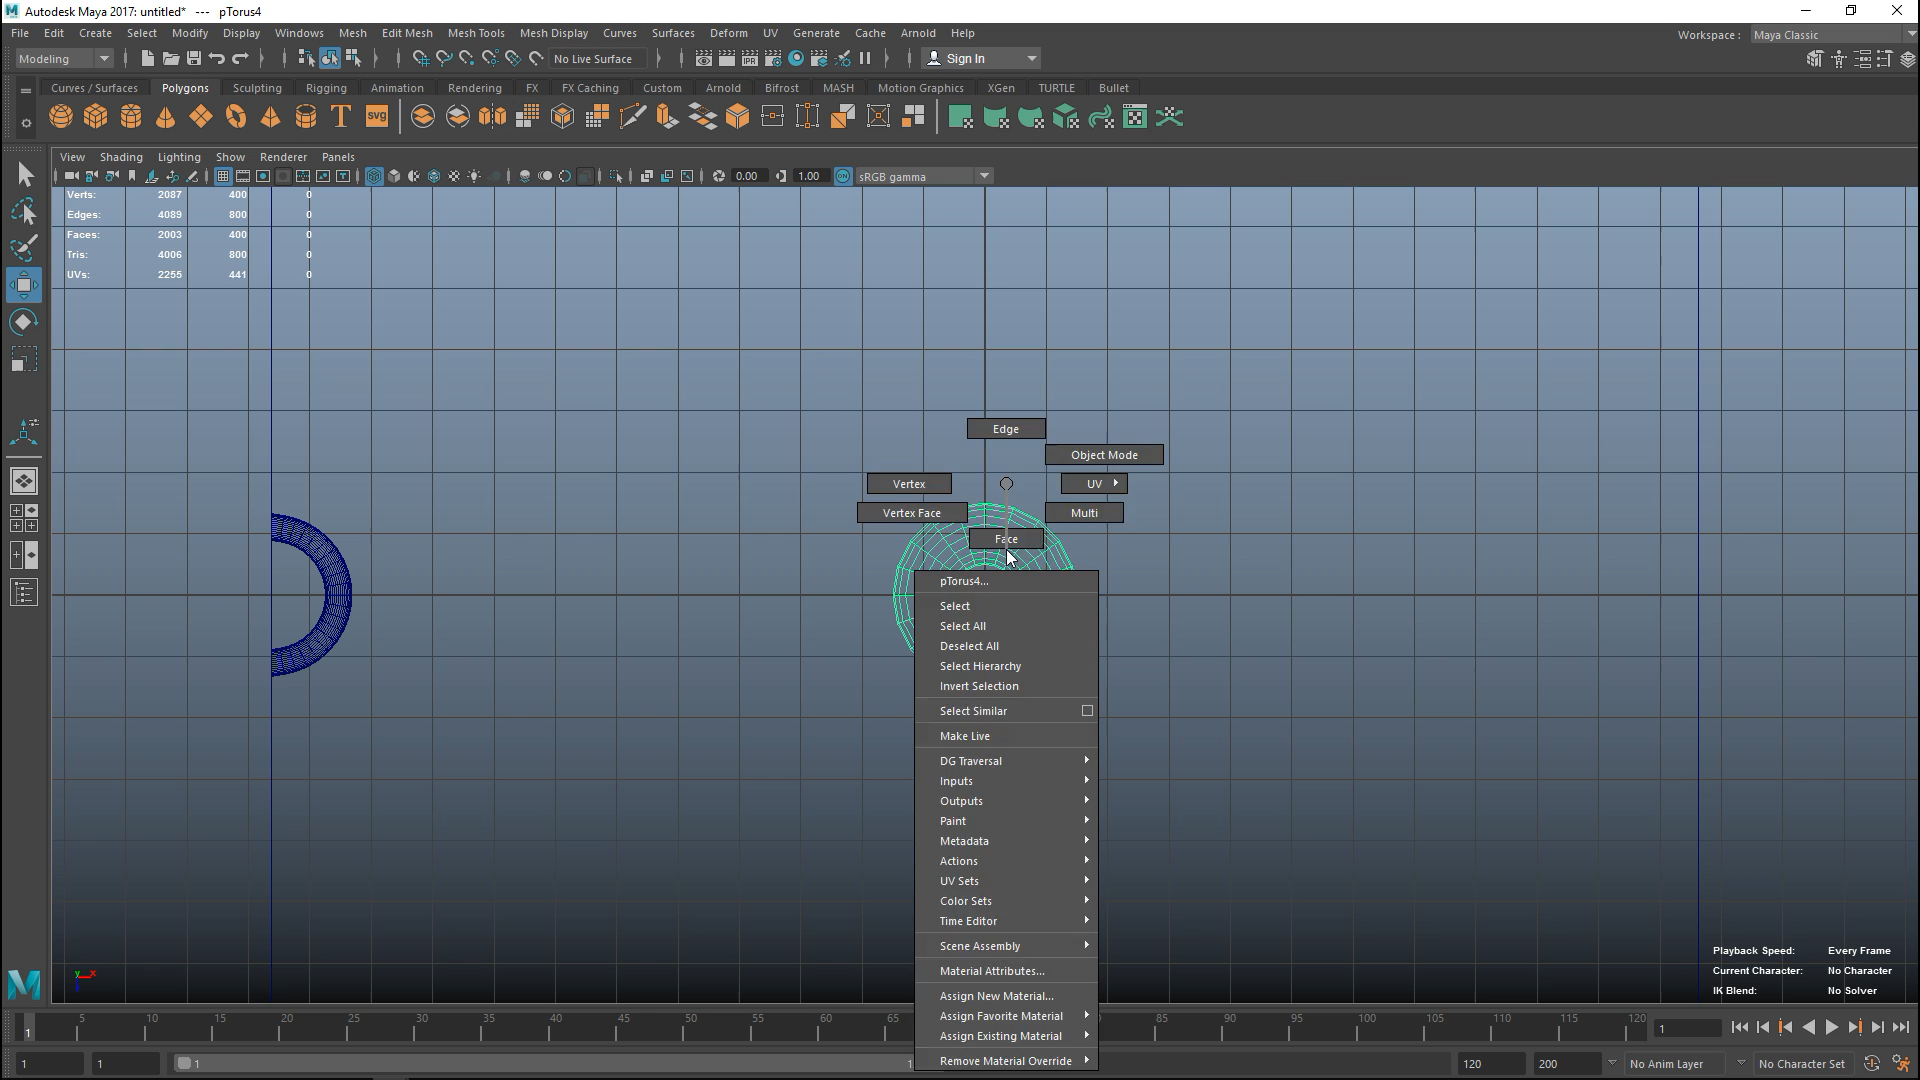 Autodesk Maya 2017: untitled* --- pTorus4
File Edit Create Select Modify Display Windows Mesh Edit Mesh Mesh Tools Mesh Display Curves Surfaces Deform UV Generate Cache Arnold Help
Workspace : Maya Classic
Modeling No Live Surface Sign In
Curves / Surfaces Polygons Sculpting Rigging Animation Rendering FX FX Caching Custom Arnold Bifrost MASH Motion Graphics XGen TURTLE Bullet
SVG
View Shading Lighting Show Renderer Panels
0.00 1.00 ON sRGB gamma
Verts: 2087 400 0
Edges: 4089 800 0
Faces: 2003 400 0
Tris: 4006 800 0
UVs: 2255 441 0
Edge
Object Mode
Vertex UV
Vertex Face Multi
Face
pTorus4...
Select
Select All
Deselect All
Select Hierarchy
Invert Selection
Select Similar
Make Live
DG Traversal
Inputs
Outputs
Paint
Metadata
Actions
UV Sets
Color Sets
Time Editor
Scene Assembly
Material Attributes...
Assign New Material...
Assign Favorite Material
Assign Existing Material
Remove Material Override
Playback Speed: Every Frame
Current Character: No Character
IK Blend: No Solver
y x
1 5 10 15 20 25 30 35 40 45 50 55 60 65 85 90 95 100 105 110 115 120 1
1 1 1 120 200 No Anim Layer No Character Set